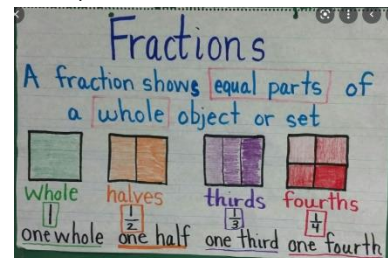 Fractions
A fraction shows equal parts of
a whole object or set
Whole halves thirds fourths
1 1/2 1/3 1/4
one whole one half one third one fourth